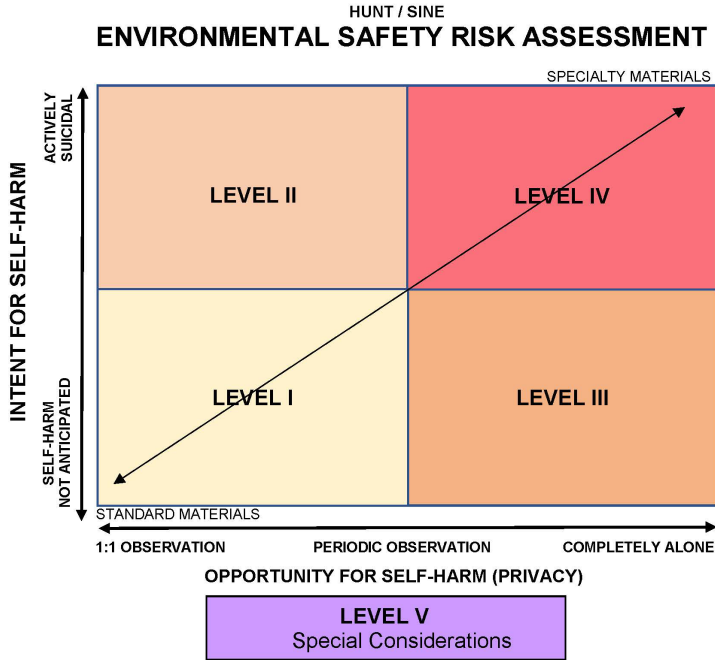 HUNT / SINE
ENVIRONMENTAL SAFETY RISK ASSESSMENT
SPECIALTY MATERIALS
INTENT FOR SELF-HARM
ACTIVELY
SUICIDAL
SELF-HARM
NOT ANTICIPATED
LEVEL II
LEVEL IV
LEVEL I
LEVEL III
STANDARD MATERIALS
1:1 OBSERVATION
PERIODIC OBSERVATION
COMPLETELY ALONE
OPPORTUNITY FOR SELF-HARM (PRIVACY)
LEVEL V
Special Considerations